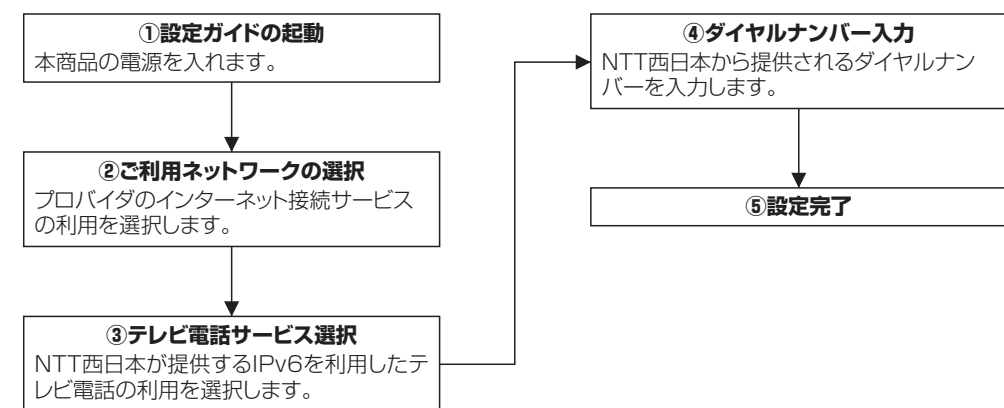 ①設定ガイドの起動
本商品の電源を入れます。
②ご利用ネットワークの選択
プロバイダのインターネット接続サービス
の利用を選択します。
③テレビ電話サービス選択
NTT西日本が提供するIPv6を利用したテ
レビ電話の利用を選択します。
④ダイヤルナンバー入力
NTT西日本から提供されるダイヤルナン
バーを入力します。
⑤設定完了